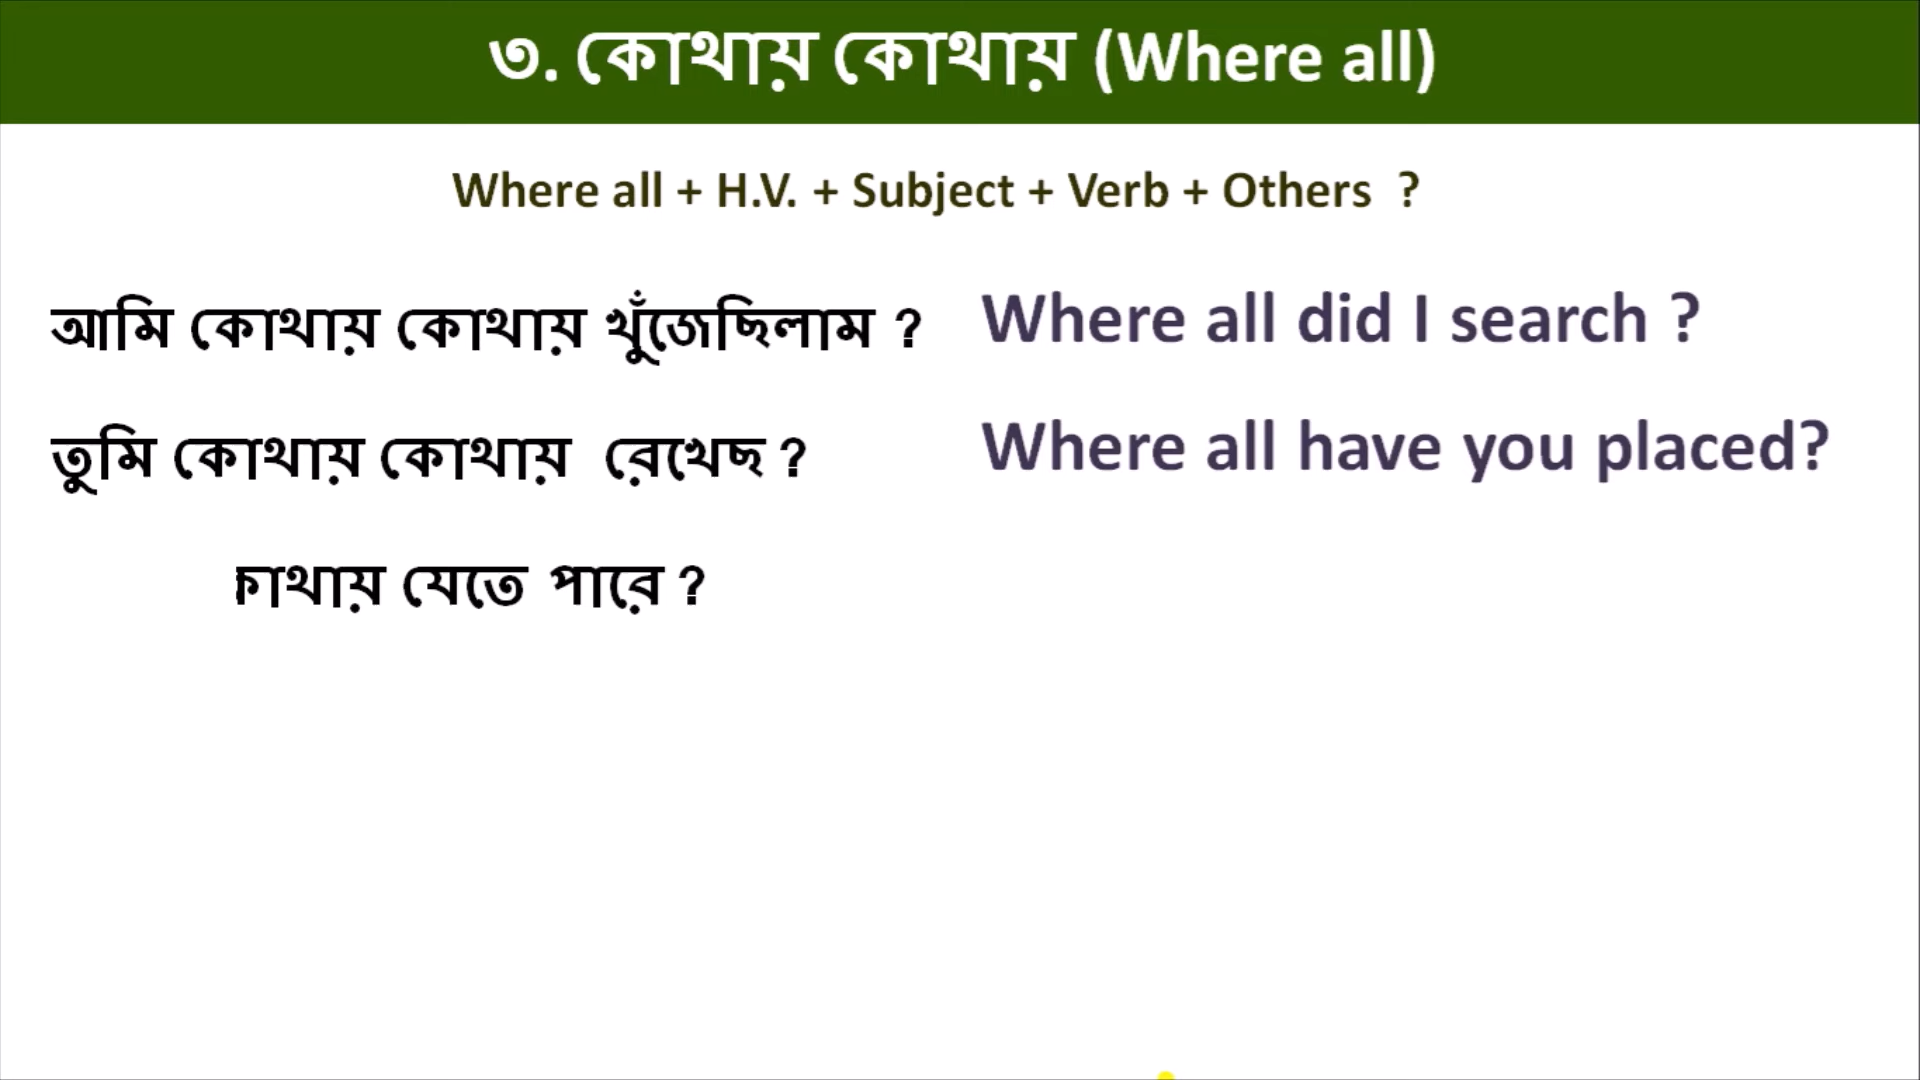 ৩. কোথায় কোথায় (Where all)
Where all + H.V. + Subject + Verb + Others ?
আমি কোথায় কোথায় খুঁজেছিলাম ? Where all did I search ?
তুমি কোথায় কোথায় রেখেছ ? Where all have you placed?
যেতে পারে ?